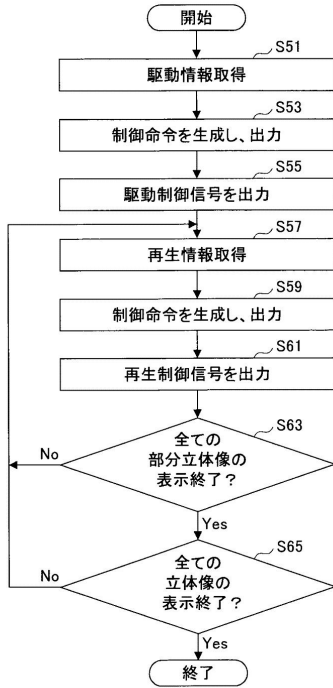 開始
S51
駆動情報取得
S53
制御命令を生成し、出力
S55
駆動制御信号を出力
S57
再生情報取得
S59
制御命令を生成し、出力
S61
再生制御信号を出力
S63
全ての
部分立体像の
表示終了？
No
Yes
S65
全ての
立体像の
表示終了？
No
Yes
終了